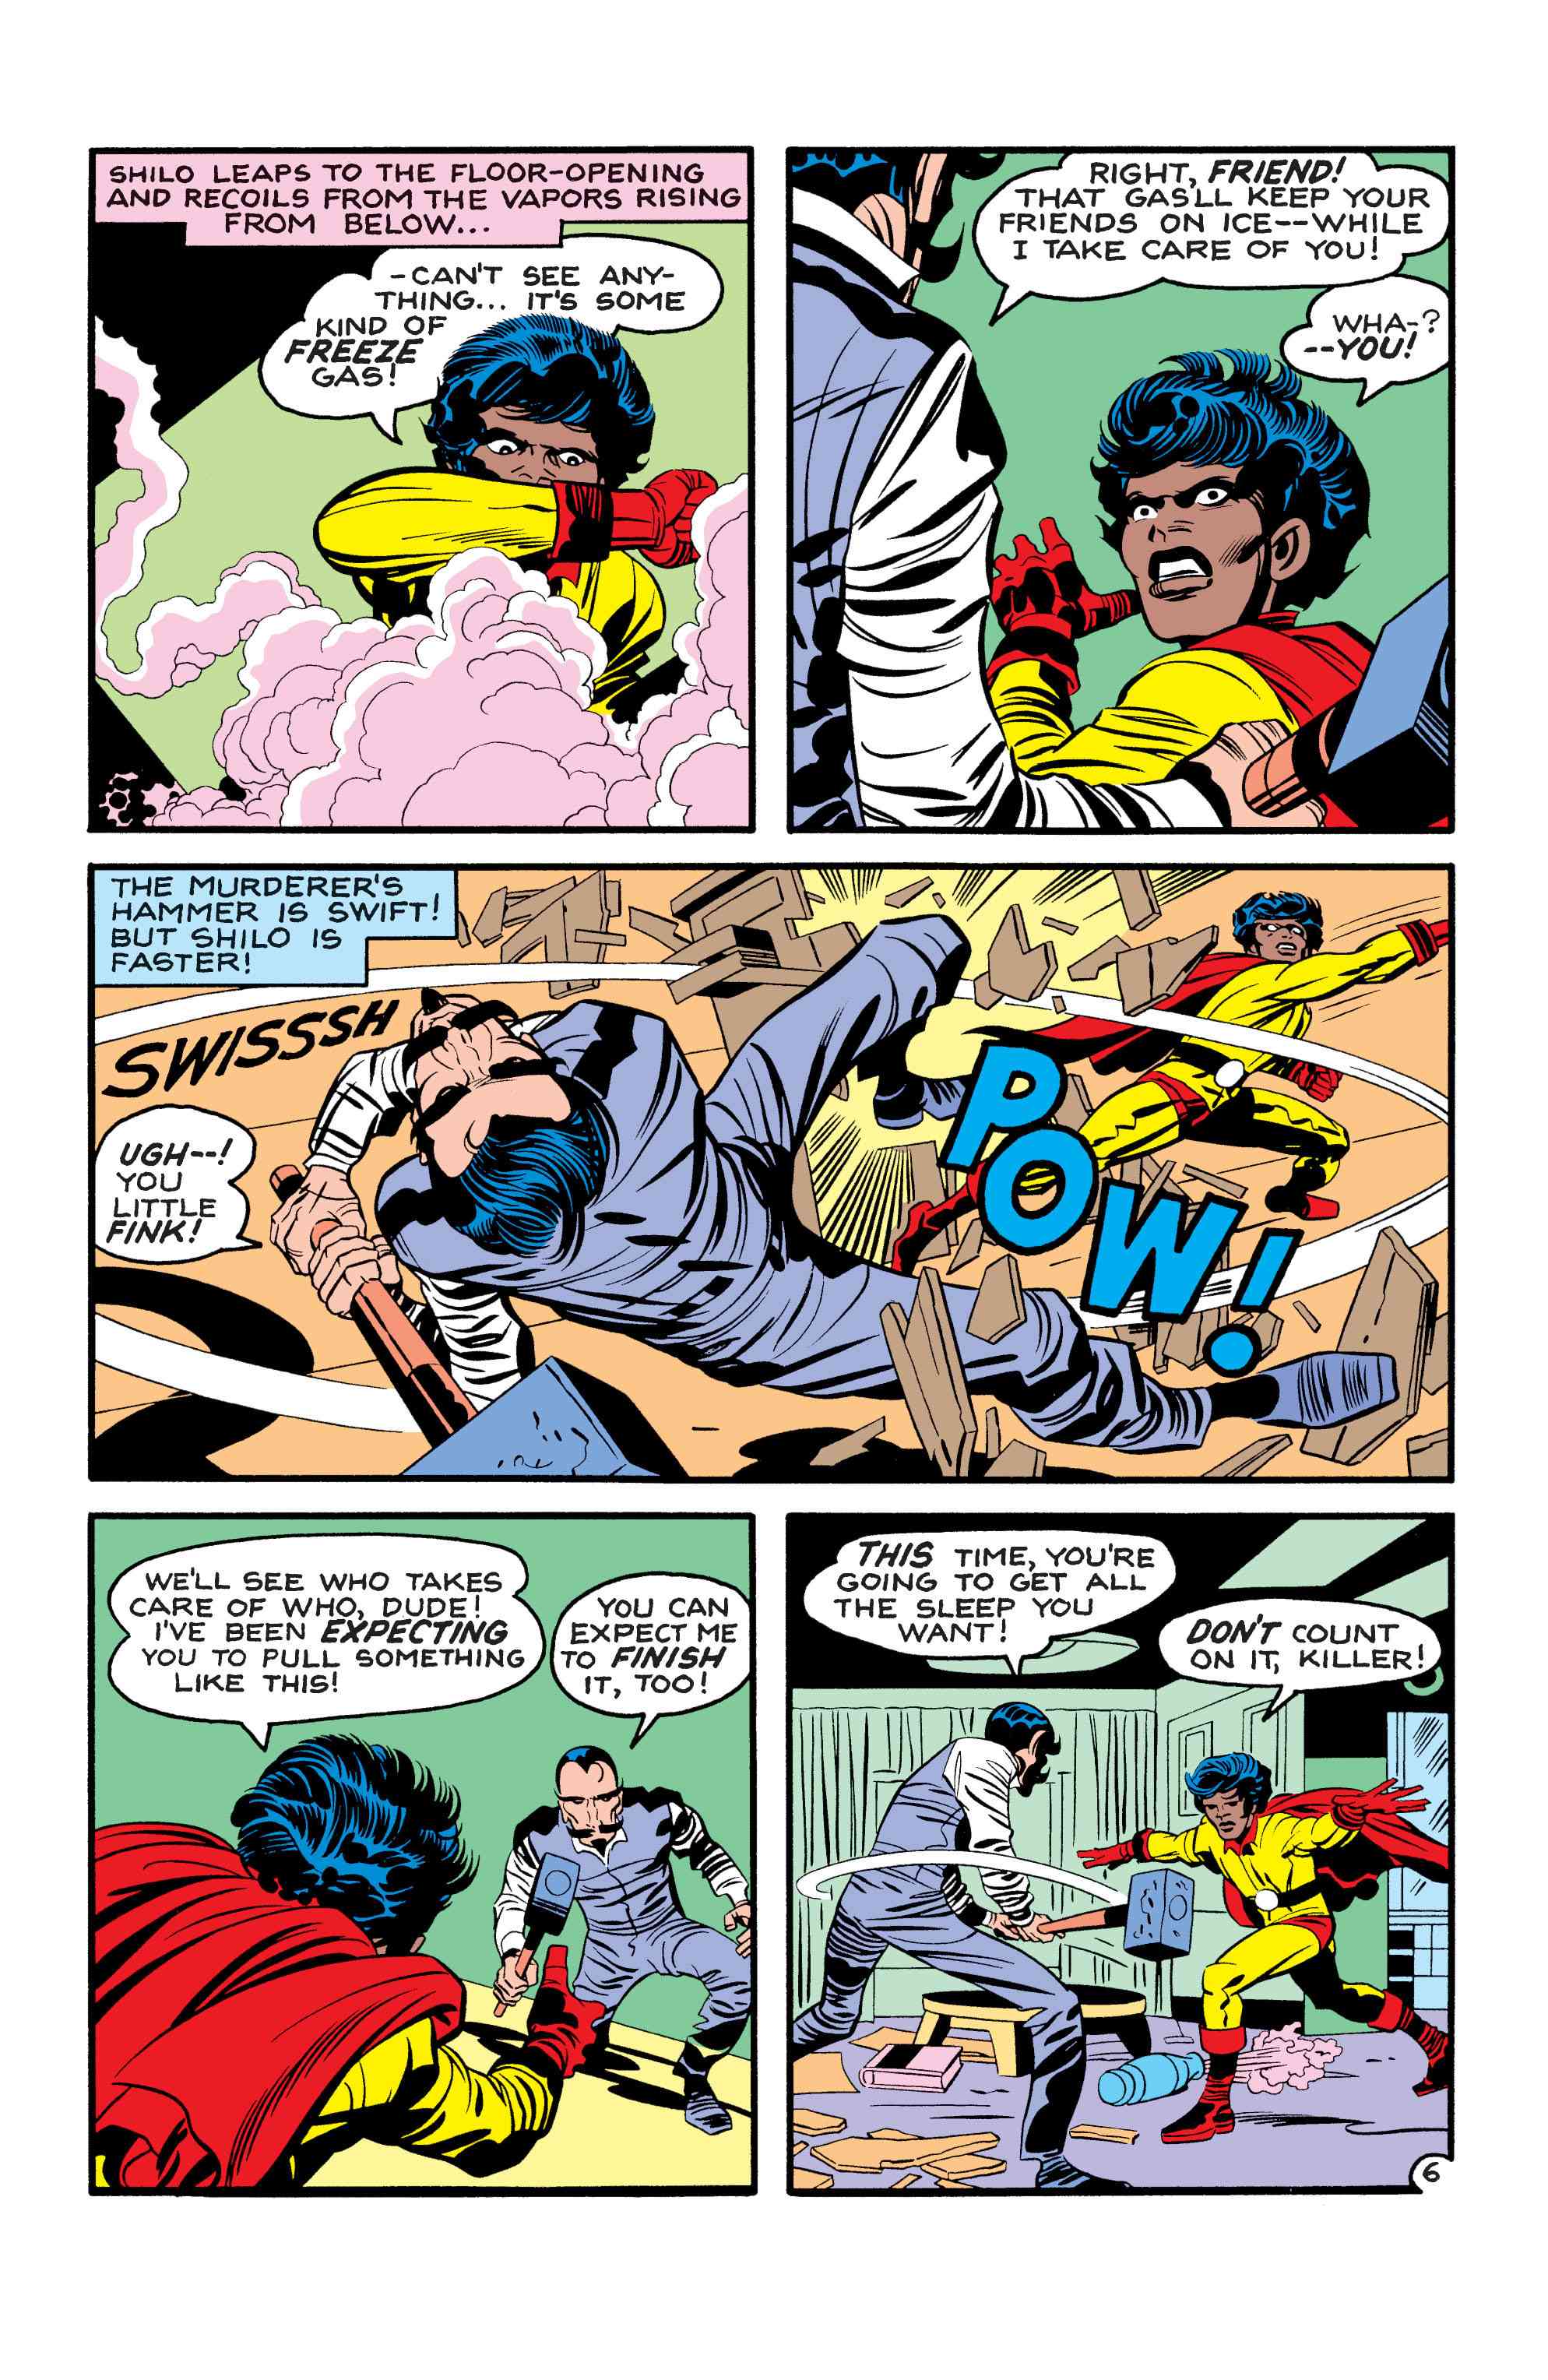 SHILO LEAPS TO THE FLOOR-OPENING
AND RECOILS FROM THE VAPORS RISING
FROM BELOW...
-CAN'T SEE ANY-
THING... IT'S SOME
KIND OF
FREEZE
GAS!
RIGHT, FRIEND!
THAT GAS'LL KEEP YOUR
FRIENDS ON ICE--WHILE
I TAKE CARE OF YOU!
WHA-?
--YOU!
THE MURDERER'S
HAMMER IS SWIFT!
BUT SHILO IS
FASTER!
SWISSSH
UGH--!
YOU
LITTLE
FINK!
POW!
WE'LL SEE WHO TAKES
CARE OF WHO, DUDE!
I'VE BEEN EXPECTING
YOU TO PULL SOMETHING
LIKE THIS!
YOU CAN
EXPECT ME
TO FINISH
IT, TOO!
THIS TIME, YOU'RE
GOING TO GET ALL
THE SLEEP YOU
WANT!
DON'T COUNT
ON IT, KILLER!
6